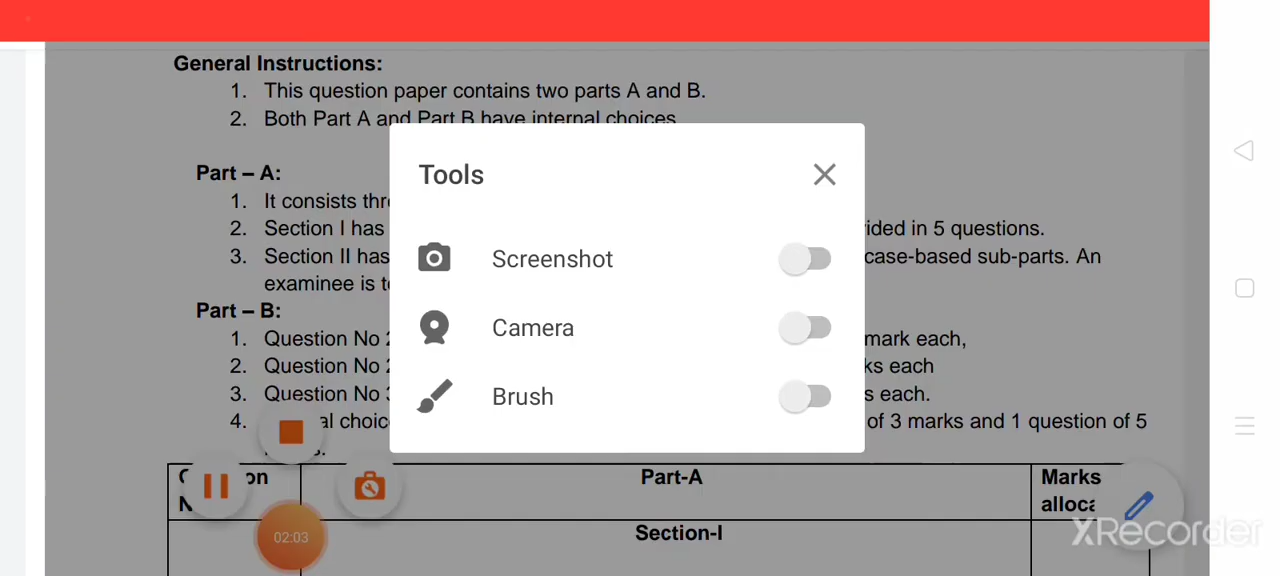 General Instructions:
1. This question paper contains two parts A and B.
2. Both Part A and Part B have internal choices
Part – A:
1. It consists
2. Section I has ided in 5 questions.
3. Section II has case-based sub-parts. An
examinee is
Part – B:
1. Question No mark each,
2. Question No ks each
3. Question No s each.
4. al choic of 3 marks and 1 question of 5
Tools
Screenshot
Camera
Brush
on Part-A Marks
alloca
Section-I
02:03
XRecorder